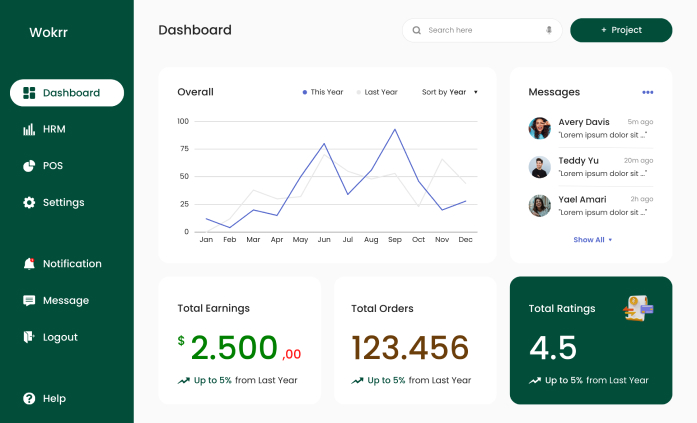 Wokrr
Dashboard
HRM
POS
Settings
Notification
Message
Logout
Help
Dashboard
Search here
+ Project
Overall
This Year
Last Year
Sort by Year
100
75
50
25
0
Jan Feb Mar Apr May Jun Jul Aug Sep Oct Nov Dec
Messages
Avery Davis 5m ago
"Lorem ipsum dolor sit ..."
Teddy Yu 20m ago
"Lorem ipsum dolor sit ..."
Yael Amari 2h ago
"Lorem ipsum dolor sit ..."
Show All
Total Earnings
$ 2.500 ,00
Up to 5% from Last Year
Total Orders
123.456
Up to 5% from Last Year
Total Ratings
4.5
Up to 5% from Last Year